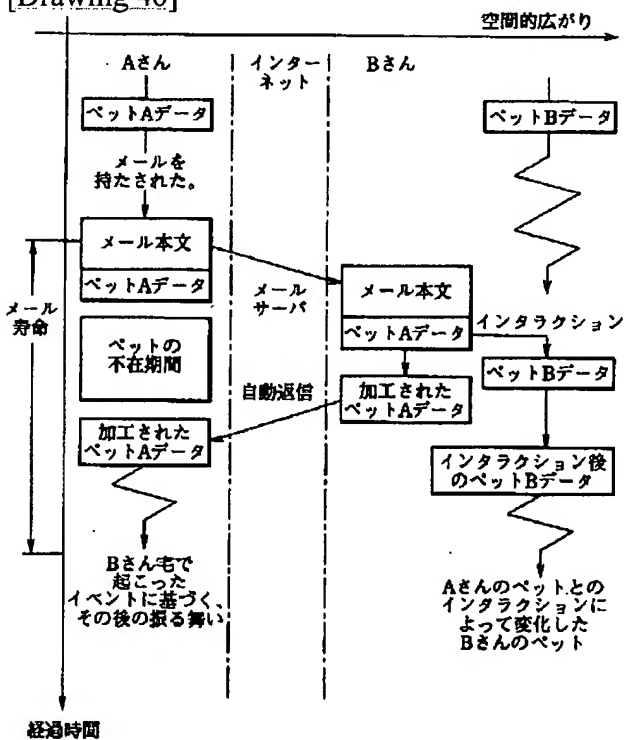 [Drawing 40]
空間的広がり
Aさん
インター
ネット
Bさん
ペットAデータ
ペットBデータ
メールを
持たされた。
メール本文
ペットAデータ
メール
寿命
メール
サーバ
メール本文
ペットAデータ
インタラクション
ペットの
不在期間
ペットBデータ
自動返信
加工された
ペットAデータ
加工された
ペットAデータ
インタラクション後
のペットBデータ
Bさん宅で
起こった
イベントに基づく、
その後の振る舞い
Aさんのペットとの
インタラクションに
よって変化した
Bさんのペット
経過時間